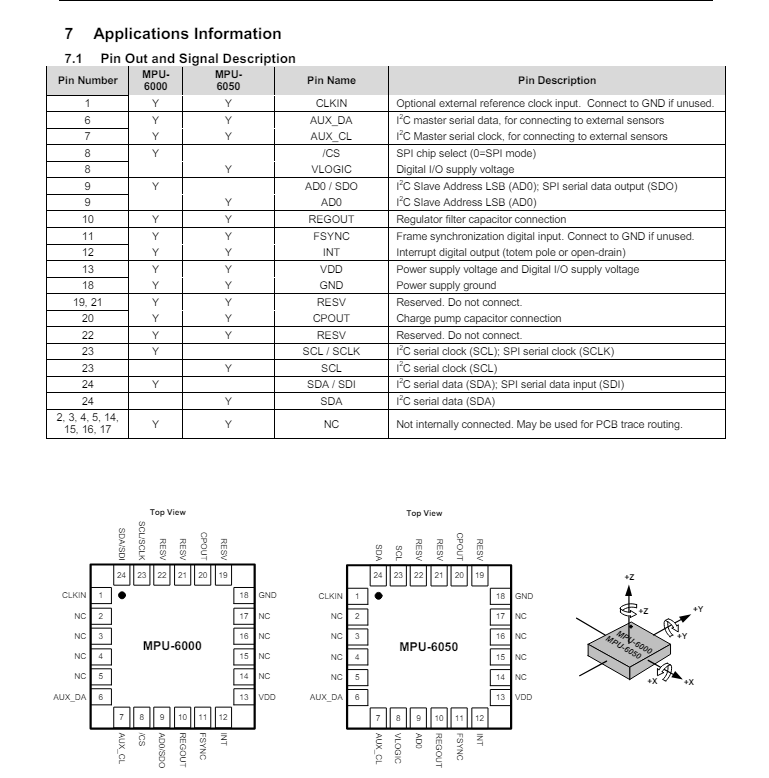 7 Applications Information
7.1 Pin Out and Signal Description
Pin Number MPU-6000 MPU-6050 Pin Name Pin Description
1 Y Y CLKIN Optional external reference clock input. Connect to GND if unused.
6 Y Y AUX_DA I²C master serial data, for connecting to external sensors
7 Y Y AUX_CL I²C Master serial clock, for connecting to external sensors
8 Y /CS SPI chip select (0=SPI mode)
8 Y VLOGIC Digital I/O supply voltage
9 Y AD0 / SDO I²C Slave Address LSB (AD0); SPI serial data output (SDO)
9 Y AD0 I²C Slave Address LSB (AD0)
10 Y Y REGOUT Regulator filter capacitor connection
11 Y Y FSYNC Frame synchronization digital input. Connect to GND if unused.
12 Y Y INT Interrupt digital output (totem pole or open-drain)
13 Y Y VDD Power supply voltage and Digital I/O supply voltage
18 Y Y GND Power supply ground
19, 21 Y Y RESV Reserved. Do not connect.
20 Y Y CPOUT Charge pump capacitor connection
22 Y Y RESV Reserved. Do not connect.
23 Y SCL / SCLK I²C serial clock (SCL); SPI serial clock (SCLK)
23 Y SCL I²C serial clock (SCL)
24 Y SDA / SDI I²C serial data (SDA); SPI serial data input (SDI)
24 Y SDA I²C serial data (SDA)
2, 3, 4, 5, 14, 15, 16, 17 Y Y NC Not internally connected. May be used for PCB trace routing.
Top View
SDA/SDI SCL/SCLK RESV RESV CPOUT RESV
24 23 22 21 20 19
CLKIN 1 18 GND
NC 2 17 NC
NC 3 16 NC
MPU-6000
NC 4 15 NC
NC 5 14 NC
AUX_DA 6 13 VDD
7 8 9 10 11 12
AUX_CL /CS AD0/SDO REGOUT FSYNC INT
Top View
SDA SCL RESV RESV CPOUT RESV
24 23 22 21 20 19
CLKIN 1 18 GND
NC 2 17 NC
NC 3 16 NC
MPU-6050
NC 4 15 NC
NC 5 14 NC
AUX_DA 6 13 VDD
7 8 9 10 11 12
AUX_CL VLOGIC AD0 REGOUT FSYNC INT
+Z
+Z
+Y
+Y
MPU-6000
MPU-6050
+X
+X